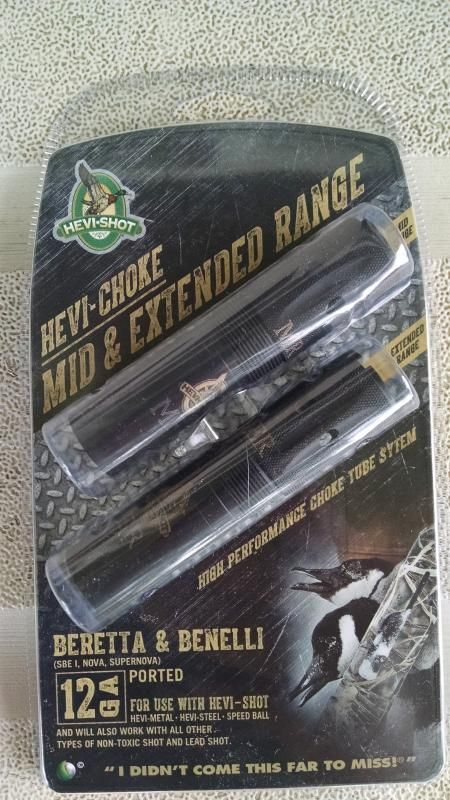 HEVI-SHOT
HEVI-CHOKE
MID & EXTENDED RANGE
EXTENDED
RANGE
HIGH PERFORMANCE CHOKE TUBE SYTEM
BERETTA & BENELLI
(SBE I, NOVA, SUPERNOVA)
12 GA PORTED
FOR USE WITH HEVI-SHOT
HEVI-METAL · HEVI-STEEL · SPEED BALL
AND WILL ALSO WORK WITH ALL OTHER
TYPES OF NON-TOXIC SHOT AND LEAD SHOT.
©
"I DIDN'T COME THIS FAR TO MISS!®"